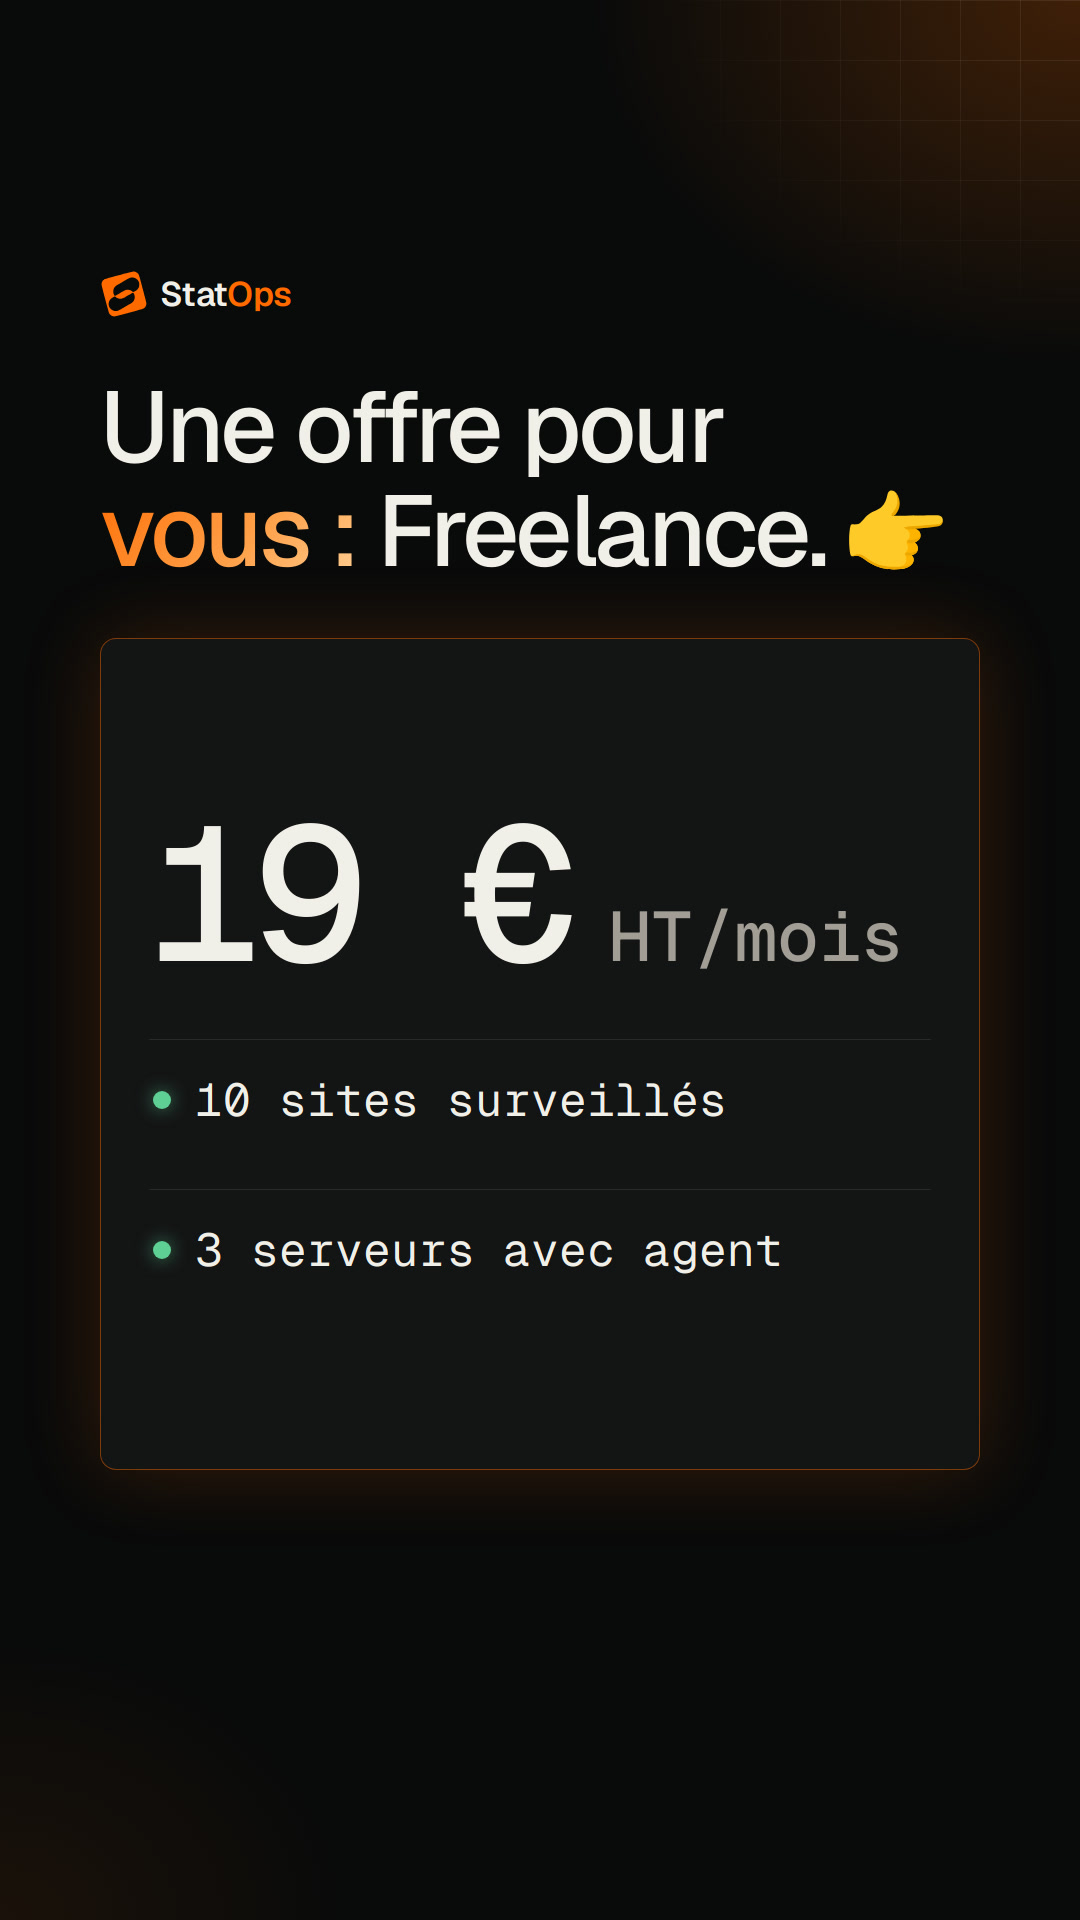 StatOps
Une offre pour
vous : Freelance. 👉
19 € HT/mois
10 sites surveillés
3 serveurs avec agent